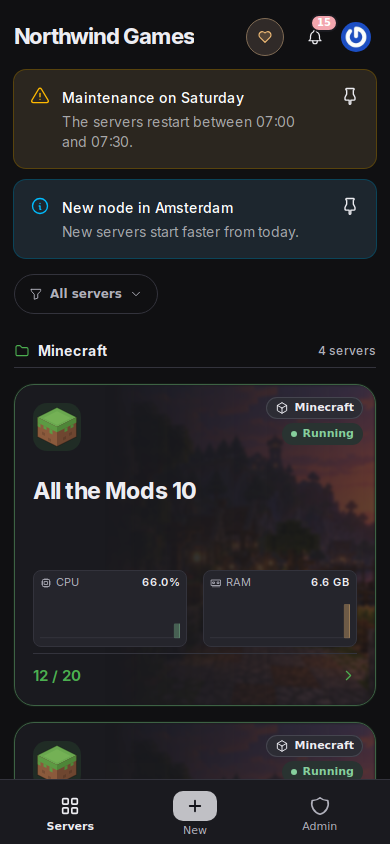 Northwind Games
15
Maintenance on Saturday
The servers restart between 07:00
and 07:30.
New node in Amsterdam
New servers start faster from today.
All servers
Minecraft
4 servers
Minecraft
Running
All the Mods 10
CPU
66.0%
RAM
6.6 GB
12 / 20
Minecraft
Running
Servers
New
Admin